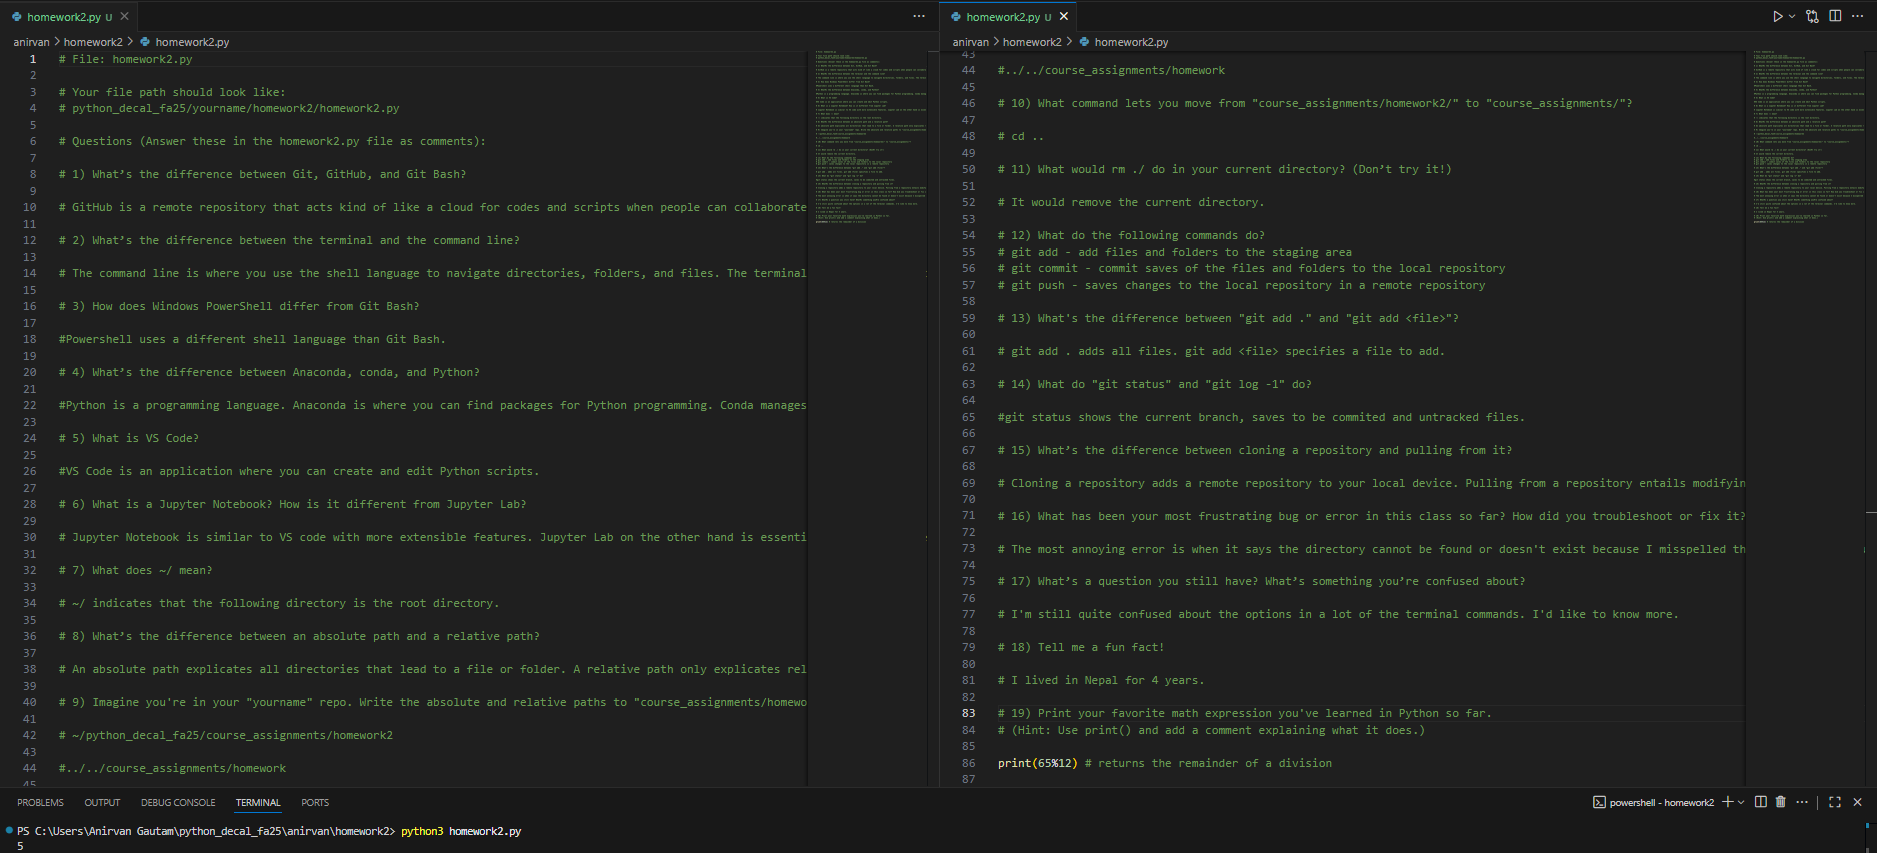 homework2.py U
anirvan > homework2 > homework2.py
1 # File: homework2.py
2
3 # Your file path should look like:
4 # python_decal_fa25/yourname/homework2/homework2.py
5
6 # Questions (Answer these in the homework2.py file as comments):
7
8 # 1) What’s the difference between Git, GitHub, and Git Bash?
9
10 # GitHub is a remote repository that acts kind of like a cloud for codes and scripts when people can collaborate
11
12 # 2) What’s the difference between the terminal and the command line?
13
14 # The command line is where you use the shell language to navigate directories, folders, and files. The terminal
15
16 # 3) How does Windows PowerShell differ from Git Bash?
17
18 #Powershell uses a different shell language than Git Bash.
19
20 # 4) What’s the difference between Anaconda, conda, and Python?
21
22 #Python is a programming language. Anaconda is where you can find packages for Python programming. Conda manages
23
24 # 5) What is VS Code?
25
26 #VS Code is an application where you can create and edit Python scripts.
27
28 # 6) What is a Jupyter Notebook? How is it different from Jupyter Lab?
29
30 # Jupyter Notebook is similar to VS code with more extensible features. Jupyter Lab on the other hand is essenti
31
32 # 7) What does ~/ mean?
33
34 # ~/ indicates that the following directory is the root directory.
35
36 # 8) What’s the difference between an absolute path and a relative path?
37
38 # An absolute path explicates all directories that lead to a file or folder. A relative path only explicates rel
39
40 # 9) Imagine you're in your "yourname" repo. Write the absolute and relative paths to "course_assignments/homewo
41
42 # ~/python_decal_fa25/course_assignments/homework2
43
44 #../../course_assignments/homework
45
homework2.py U
anirvan > homework2 > homework2.py
43
44 #../../course_assignments/homework
45
46 # 10) What command lets you move from "course_assignments/homework2/" to "course_assignments/"?
47
48 # cd ..
49
50 # 11) What would rm ./ do in your current directory? (Don’t try it!)
51
52 # It would remove the current directory.
53
54 # 12) What do the following commands do?
55 # git add - add files and folders to the staging area
56 # git commit - commit saves of the files and folders to the local repository
57 # git push - saves changes to the local repository in a remote repository
58
59 # 13) What's the difference between "git add ." and "git add <file>"?
60
61 # git add . adds all files. git add <file> specifies a file to add.
62
63 # 14) What do "git status" and "git log -1" do?
64
65 #git status shows the current branch, saves to be commited and untracked files.
66
67 # 15) What’s the difference between cloning a repository and pulling from it?
68
69 # Cloning a repository adds a remote repository to your local device. Pulling from a repository entails modifyin
70
71 # 16) What has been your most frustrating bug or error in this class so far? How did you troubleshoot or fix it?
72
73 # The most annoying error is when it says the directory cannot be found or doesn't exist because I misspelled th
74
75 # 17) What’s a question you still have? What’s something you’re confused about?
76
77 # I'm still quite confused about the options in a lot of the terminal commands. I'd like to know more.
78
79 # 18) Tell me a fun fact!
80
81 # I lived in Nepal for 4 years.
82
83 # 19) Print your favorite math expression you've learned in Python so far.
84 # (Hint: Use print() and add a comment explaining what it does.)
85
86 print(65%12) # returns the remainder of a division
87
PROBLEMS OUTPUT DEBUG CONSOLE TERMINAL PORTS
powershell - homework2
PS C:\Users\Anirvan Gautam\python_decal_fa25\anirvan\homework2> python3 homework2.py
5